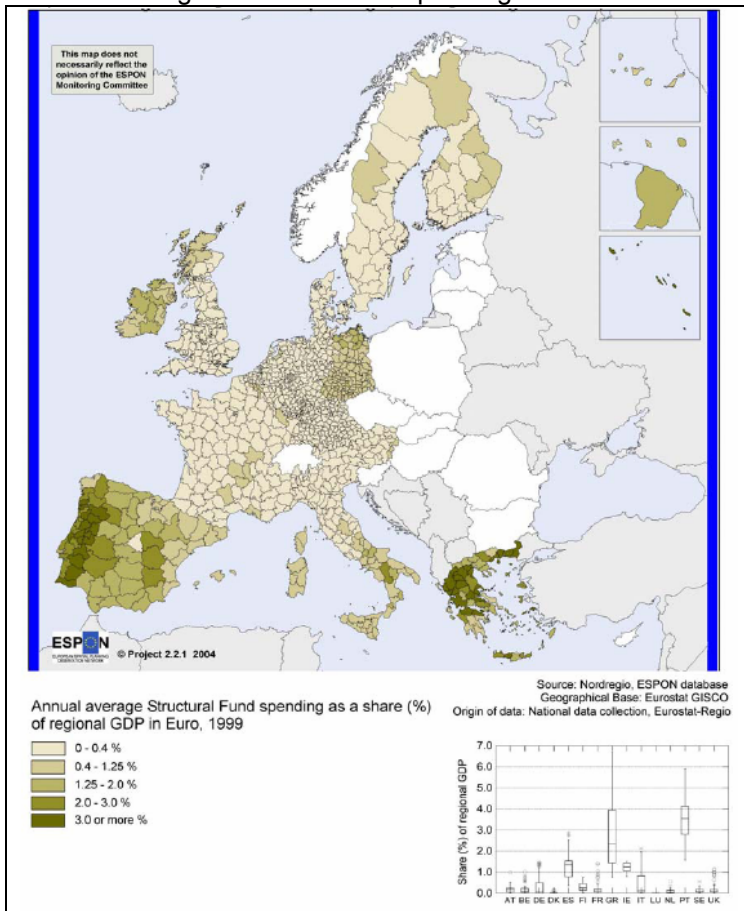 This map does not
necessarily reflect the
opinion of the ESPON
Monitoring Committee
ESPON
© Project 2.2.1 2004
Source: Nordregio, ESPON database
Geographical Base: Eurostat GISCO
Origin of data: National data collection, Eurostat-Regio
Annual average Structural Fund spending as a share (%)
of regional GDP in Euro, 1999
0 - 0.4 %
0.4 - 1.25 %
1.25 - 2.0 %
2.0 - 3.0 %
3.0 or more %
Share (%) of regional GDP
7.0
6.0
5.0
4.0
3.0
2.0
1.0
0.0
AT BE DE DK ES FI FR GR IE IT LU NL PT SE UK